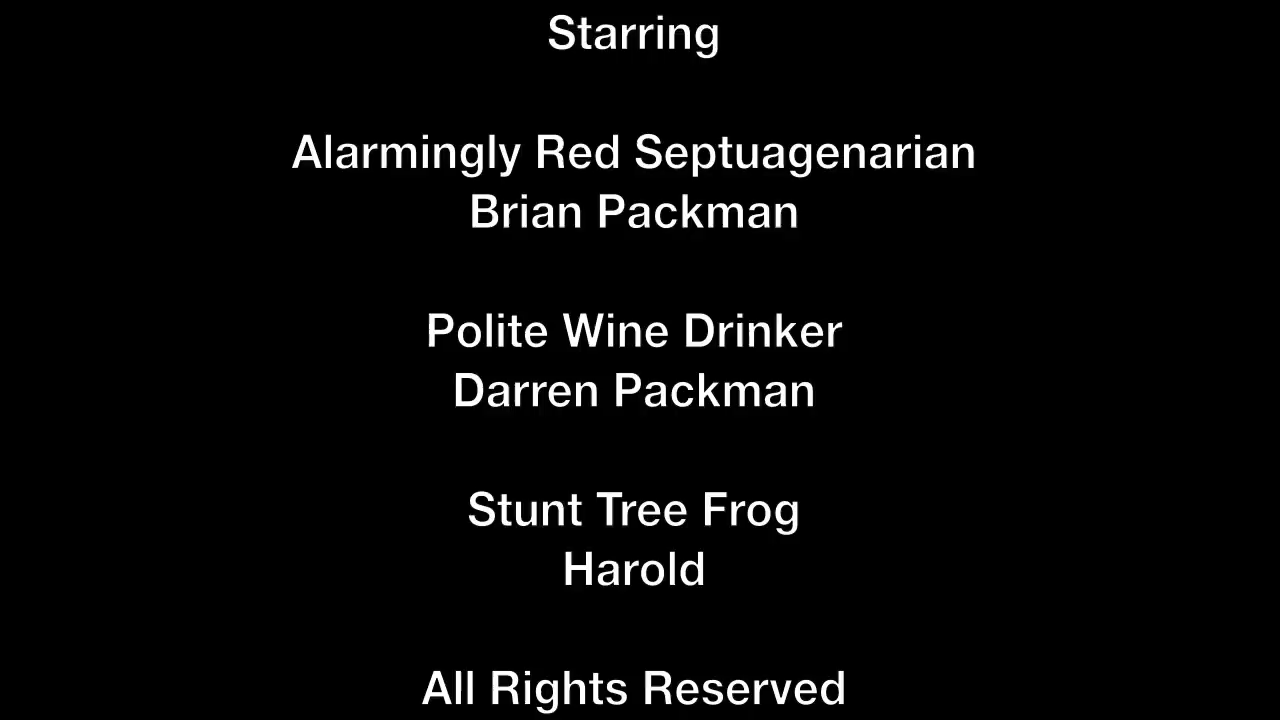 Starring
Alarmingly Red Septuagenarian
Brian Packman
Polite Wine Drinker
Darren Packman
Stunt Tree Frog
Harold
All Rights Reserved